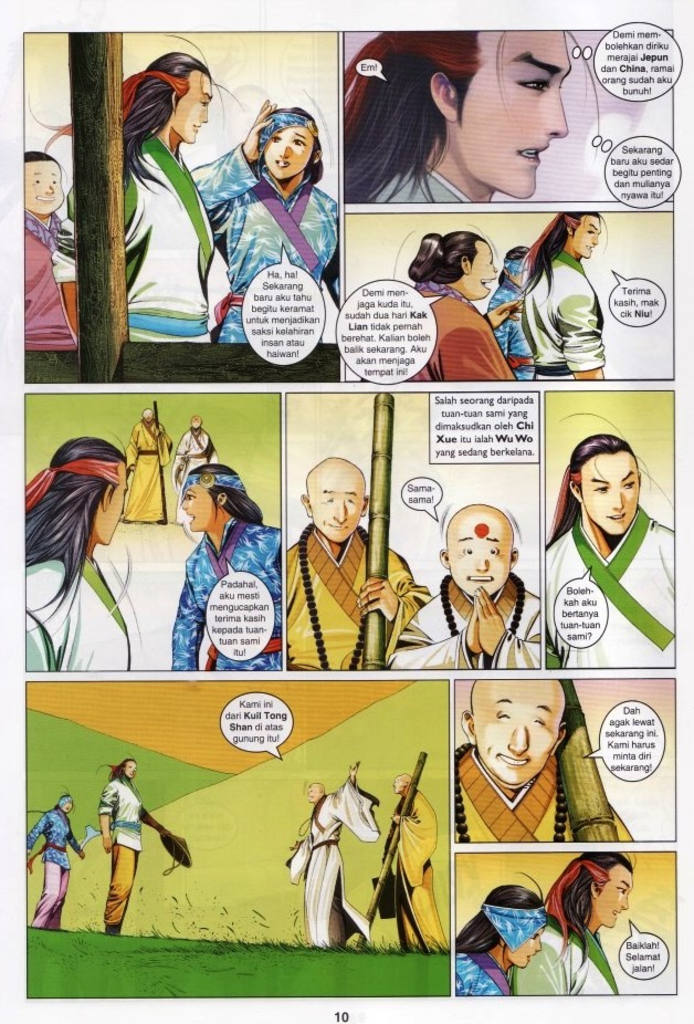 Ha, ha!
Sekarang
baru aku tahu
begitu keramat
untuk menjadikan
saksi kelahiran
insan atau
haiwan!
Em!
Demi mem-
bolehkan diriku
merajai Jepun
dan China, ramai
orang sudah aku
bunuh!
Sekarang
baru aku sedar
begitu penting
dan mulianya
nyawa itu!
Demi men-
jaga kuda itu,
sudah dua hari Kak
Lian tidak pernah
berehat. Kalian boleh
balik sekarang. Aku
akan menjaga
tempat ini!
Terima
kasih, mak
cik Niu!
Padahal,
aku mesti
mengucapkan
terima kasih
kepada tuan-
tuan sami
itu!
Salah seorang daripada
tuan-tuan sami yang
dimaksudkan oleh Chi
Xue itu ialah Wu Wo
yang sedang berkelana.
Sama-
sama!
Boleh-
kah aku
bertanya
tuan-tuan
sami?
Kami ini
dari Kuil Tong
Shan di atas
gunung itu!
Dah
agak lewat
sekarang ini.
Kami harus
minta diri
sekarang!
Baiklah!
Selamat
jalan!
10